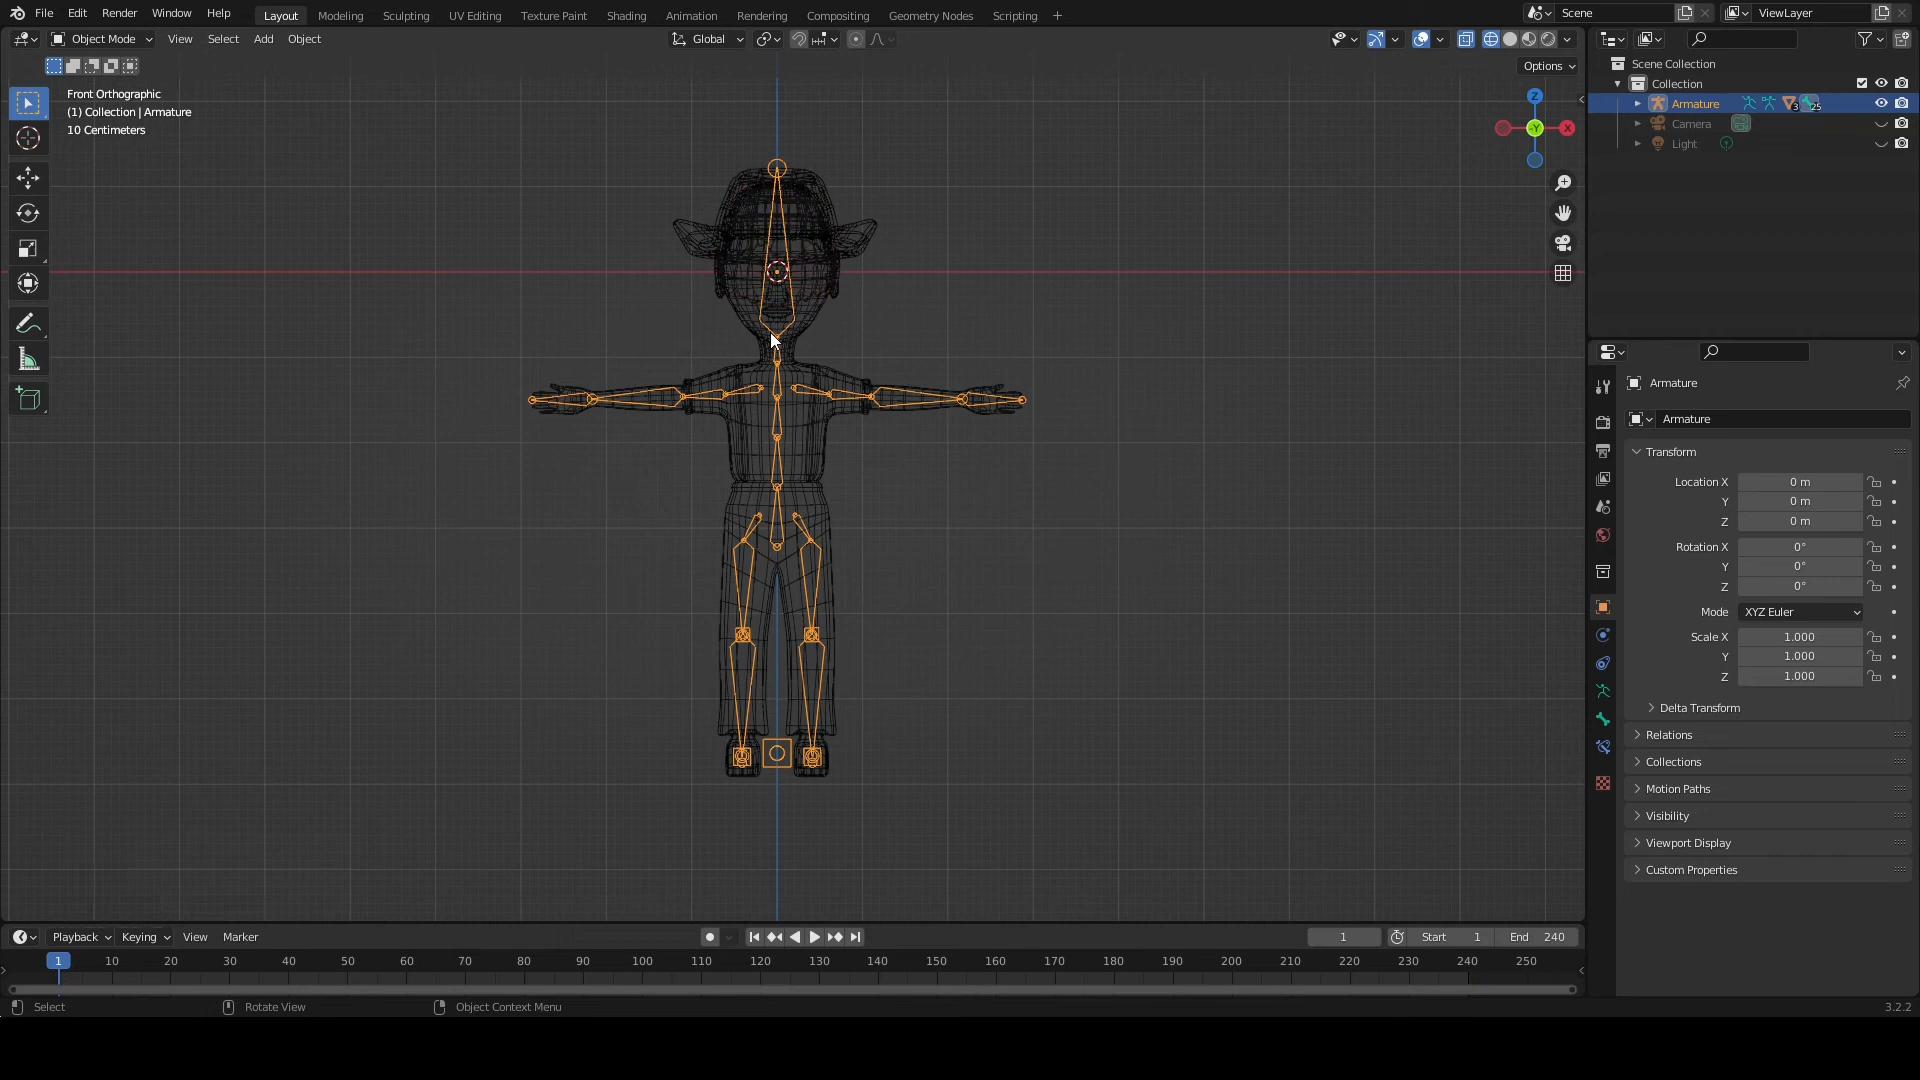 File Edit Render Window Help Layout Modeling Sculpting UV Editing Texture Paint Shading Animation Rendering Compositing Geometry Nodes Scripting + Scene ViewLayer
Object Mode View Select Add Object Global
Options
Front Orthographic
(1) Collection | Armature
10 Centimeters
Z
-Y
X
Scene Collection
Collection
Armature 3 25
Camera
Light
Armature
Armature
Transform
Location X 0 m
Y 0 m
Z 0 m
Rotation X 0°
Y 0°
Z 0°
Mode XYZ Euler
Scale X 1.000
Y 1.000
Z 1.000
Delta Transform
Relations
Collections
Motion Paths
Visibility
Viewport Display
Custom Properties
Playback Keying View Marker 1 Start 1 End 240
1 10 20 30 40 50 60 70 80 90 100 110 120 130 140 150 160 170 180 190 200 210 220 230 240 250
Select Rotate View Object Context Menu 3.2.2